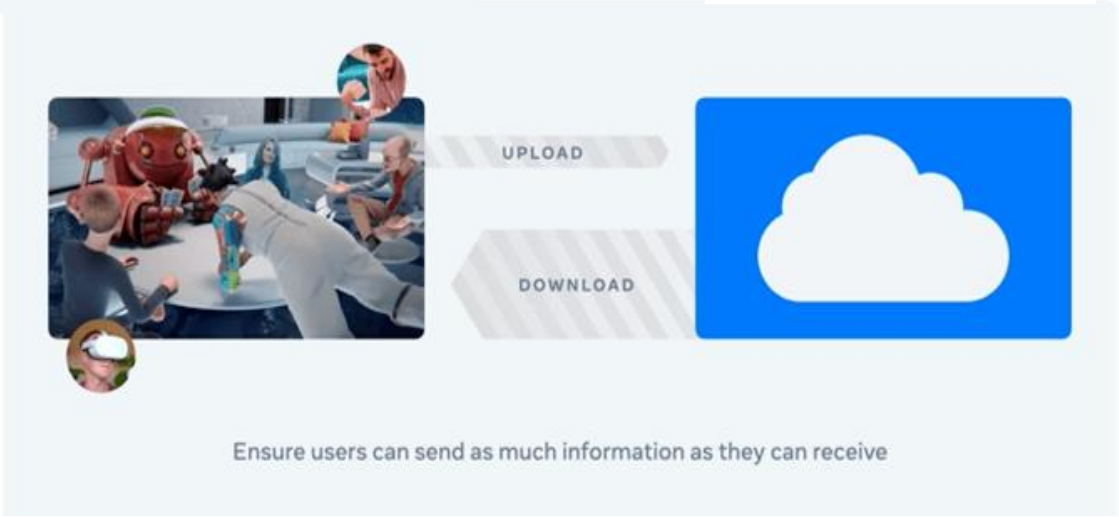 UPLOAD
DOWNLOAD
Ensure users can send as much information as they can receive